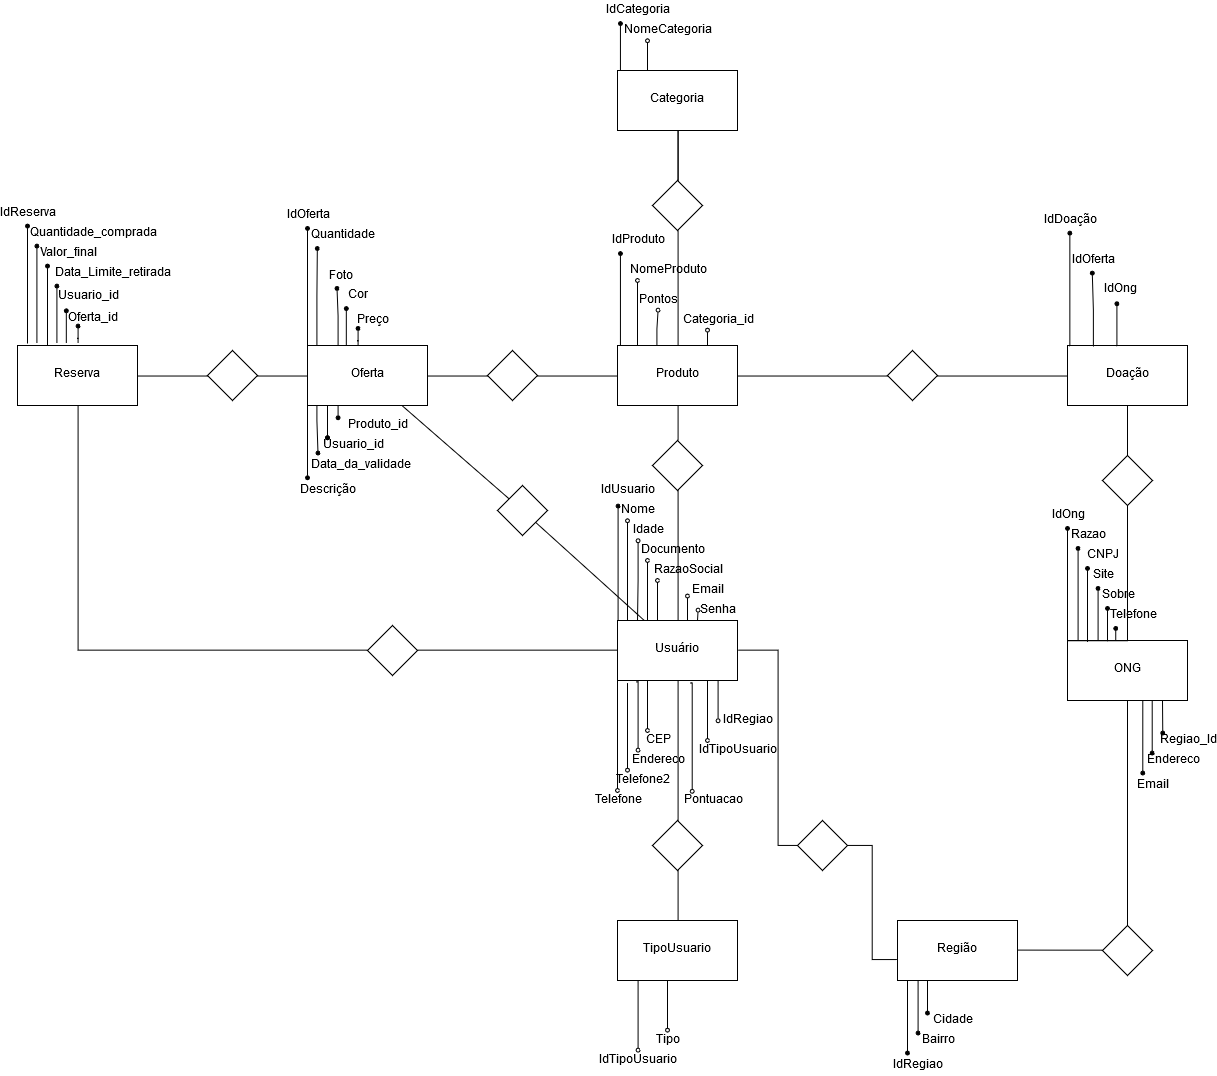 IdCategoria
NomeCategoria
Categoria
IdReserva
Quantidade_comprada
Valor_final
Data_Limite_retirada
Usuario_id
Oferta_id
Reserva
IdOferta
Quantidade
Foto
Cor
Preço
Oferta
Produto_id
Usuario_id
Data_da_validade
Descrição
IdProduto
NomeProduto
Pontos
Categoria_id
Produto
IdDoação
IdOferta
IdOng
Doação
IdUsuario
Nome
Idade
Documento
RazaoSocial
Email
Senha
Usuário
IdRegiao
CEP
IdTipoUsuario
Endereco
Telefone2
Telefone
Pontuacao
IdOng
Razao
CNPJ
Site
Sobre
Telefone
ONG
Regiao_Id
Endereco
Email
TipoUsuario
Tipo
IdTipoUsuario
Região
Cidade
Bairro
IdRegiao